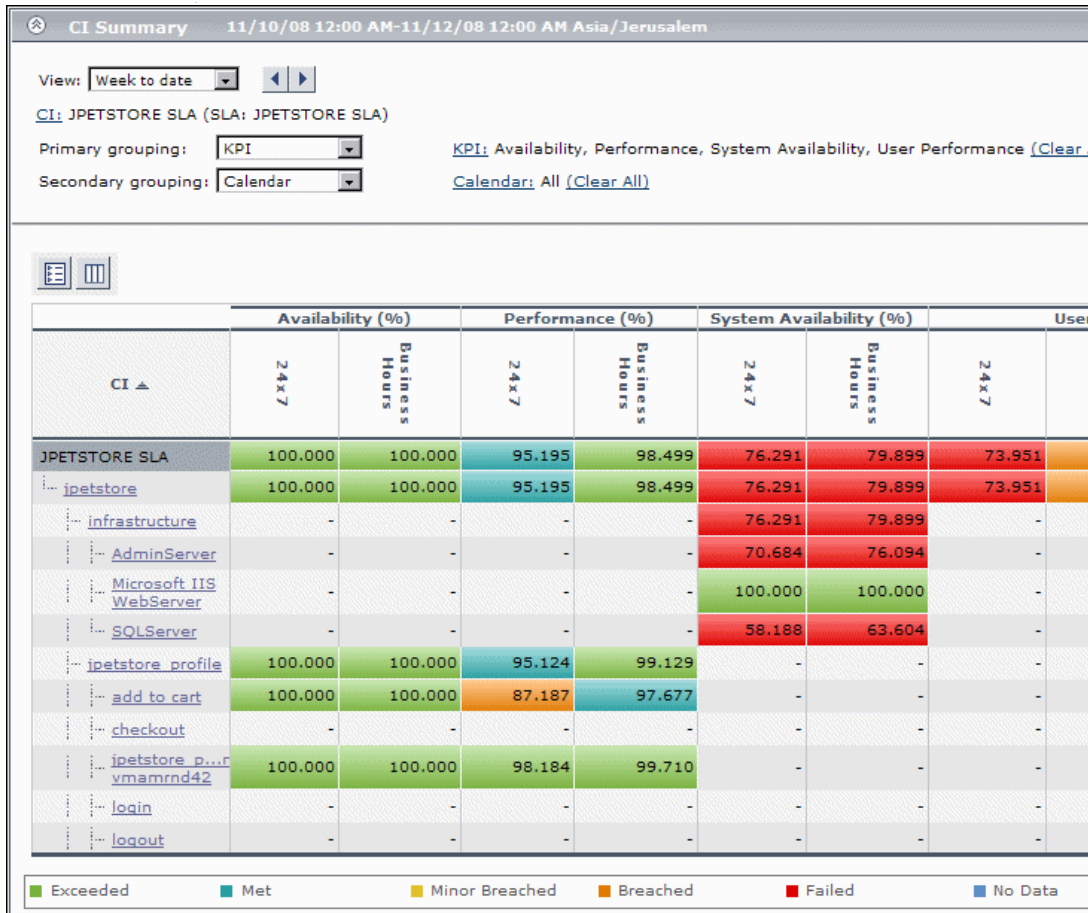 CI Summary 11/10/08 12:00 AM-11/12/08 12:00 AM Asia/Jerusalem
View: Week to date
CI: JPETSTORE SLA (SLA: JPETSTORE SLA)
Primary grouping: KPI KPI: Availability, Performance, System Availability, User Performance (Clear
Secondary grouping: Calendar Calendar: All (Clear All)
Availability (%) Performance (%) System Availability (%) User
CI 24x7 Business Hours 24x7 Business Hours 24x7 Business Hours 24x7
JPETSTORE SLA 100.000 100.000 95.195 98.499 76.291 79.899 73.951
jpetstore 100.000 100.000 95.195 98.499 76.291 79.899 73.951
infrastructure - - - - 76.291 79.899 -
AdminServer - - - - 70.684 76.094 -
Microsoft IIS
WebServer - - - - 100.000 100.000 -
SQLServer - - - - 58.188 63.604 -
jpetstore_profile 100.000 100.000 95.124 99.129 - - -
add to cart 100.000 100.000 87.187 97.677 - - -
checkout - - - - - - -
jpetstore_p...r
vmamrnd42 100.000 100.000 98.184 99.710 - - -
login - - - - - - -
logout - - - - - - -
Exceeded Met Minor Breached Breached Failed No Data